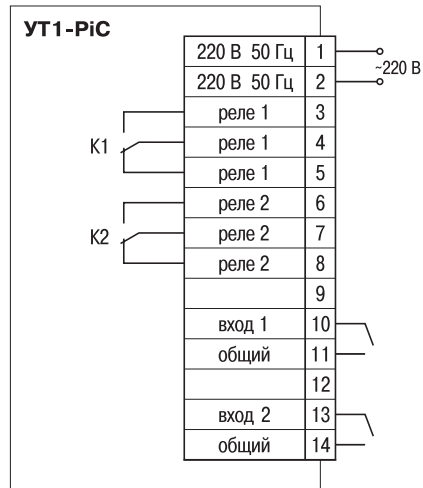 УТ1-PiC
220 В 50 Гц 1
220 В 50 Гц 2
~220 В
реле 1 3
К1 реле 1 4
реле 1 5
реле 2 6
К2 реле 2 7
реле 2 8
9
вход 1 10
общий 11
12
вход 2 13
общий 14